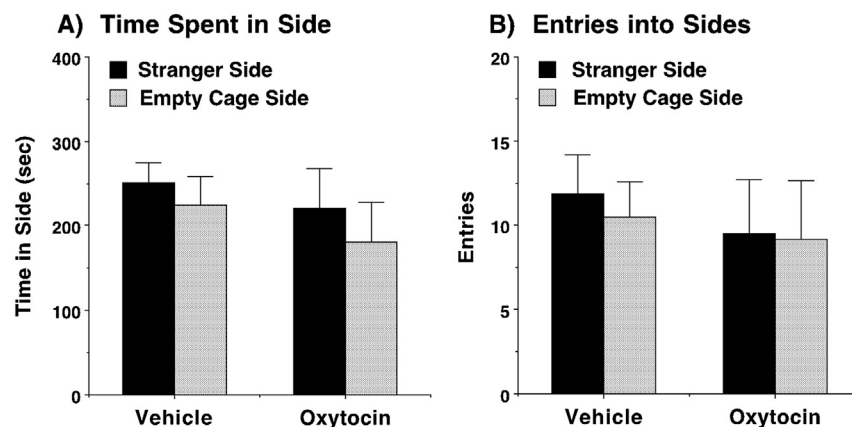 A) Time Spent in Side
400
300
200
100
0
Time in Side (sec)
Stranger Side
Empty Cage Side
Vehicle
Oxytocin
B) Entries into Sides
20
15
10
5
0
Entries
Stranger Side
Empty Cage Side
Vehicle
Oxytocin